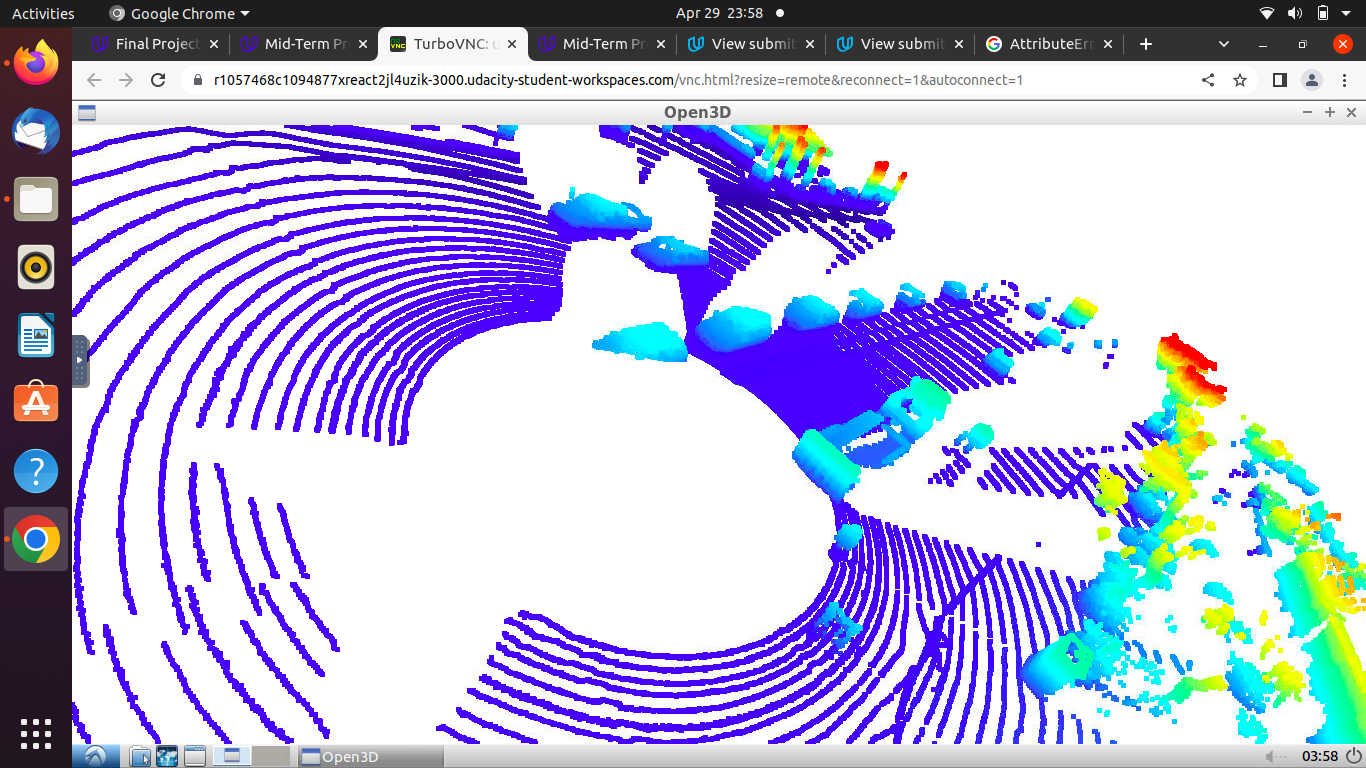 Activities Google Chrome Apr 29 23:58
Final Project Mid-Term Pr TurboVNC: u Mid-Term Pr View submit View submit AttributeErr
r1057468c1094877xreact2jl4uzik-3000.udacity-student-workspaces.com/vnc.html?resize=remote&reconnect=1&autoconnect=1
Open3D
Open3D 03:58